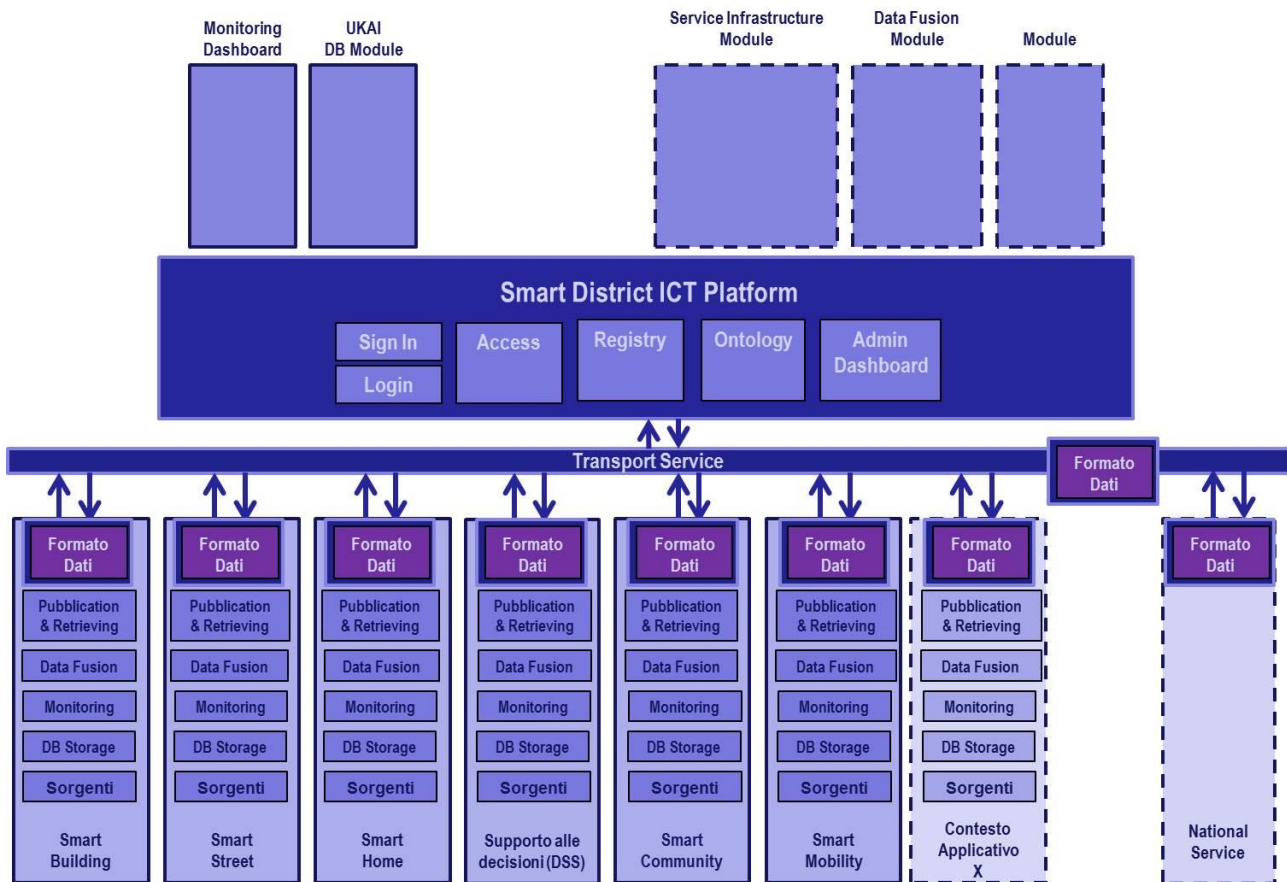 Monitoring
Dashboard
UKAI
DB Module
Service Infrastructure
Module
Data Fusion
Module
Module
Smart District ICT Platform
Sign In
Login
Access
Registry
Ontology
Admin
Dashboard
Transport Service
Formato
Dati
Formato
Dati
Pubblication
& Retrieving
Data Fusion
Monitoring
DB Storage
Sorgenti
Smart
Building
Formato
Dati
Pubblication
& Retrieving
Data Fusion
Monitoring
DB Storage
Sorgenti
Smart
Street
Formato
Dati
Pubblication
& Retrieving
Data Fusion
Monitoring
DB Storage
Sorgenti
Smart
Home
Formato
Dati
Pubblication
& Retrieving
Data Fusion
Monitoring
DB Storage
Sorgenti
Supporto alle
decisioni (DSS)
Formato
Dati
Pubblication
& Retrieving
Data Fusion
Monitoring
DB Storage
Sorgenti
Smart
Community
Formato
Dati
Pubblication
& Retrieving
Data Fusion
Monitoring
DB Storage
Sorgenti
Smart
Mobility
Formato
Dati
Pubblication
& Retrieving
Data Fusion
Monitoring
DB Storage
Sorgenti
Contesto
Applicativo
X
Formato
Dati
National
Service